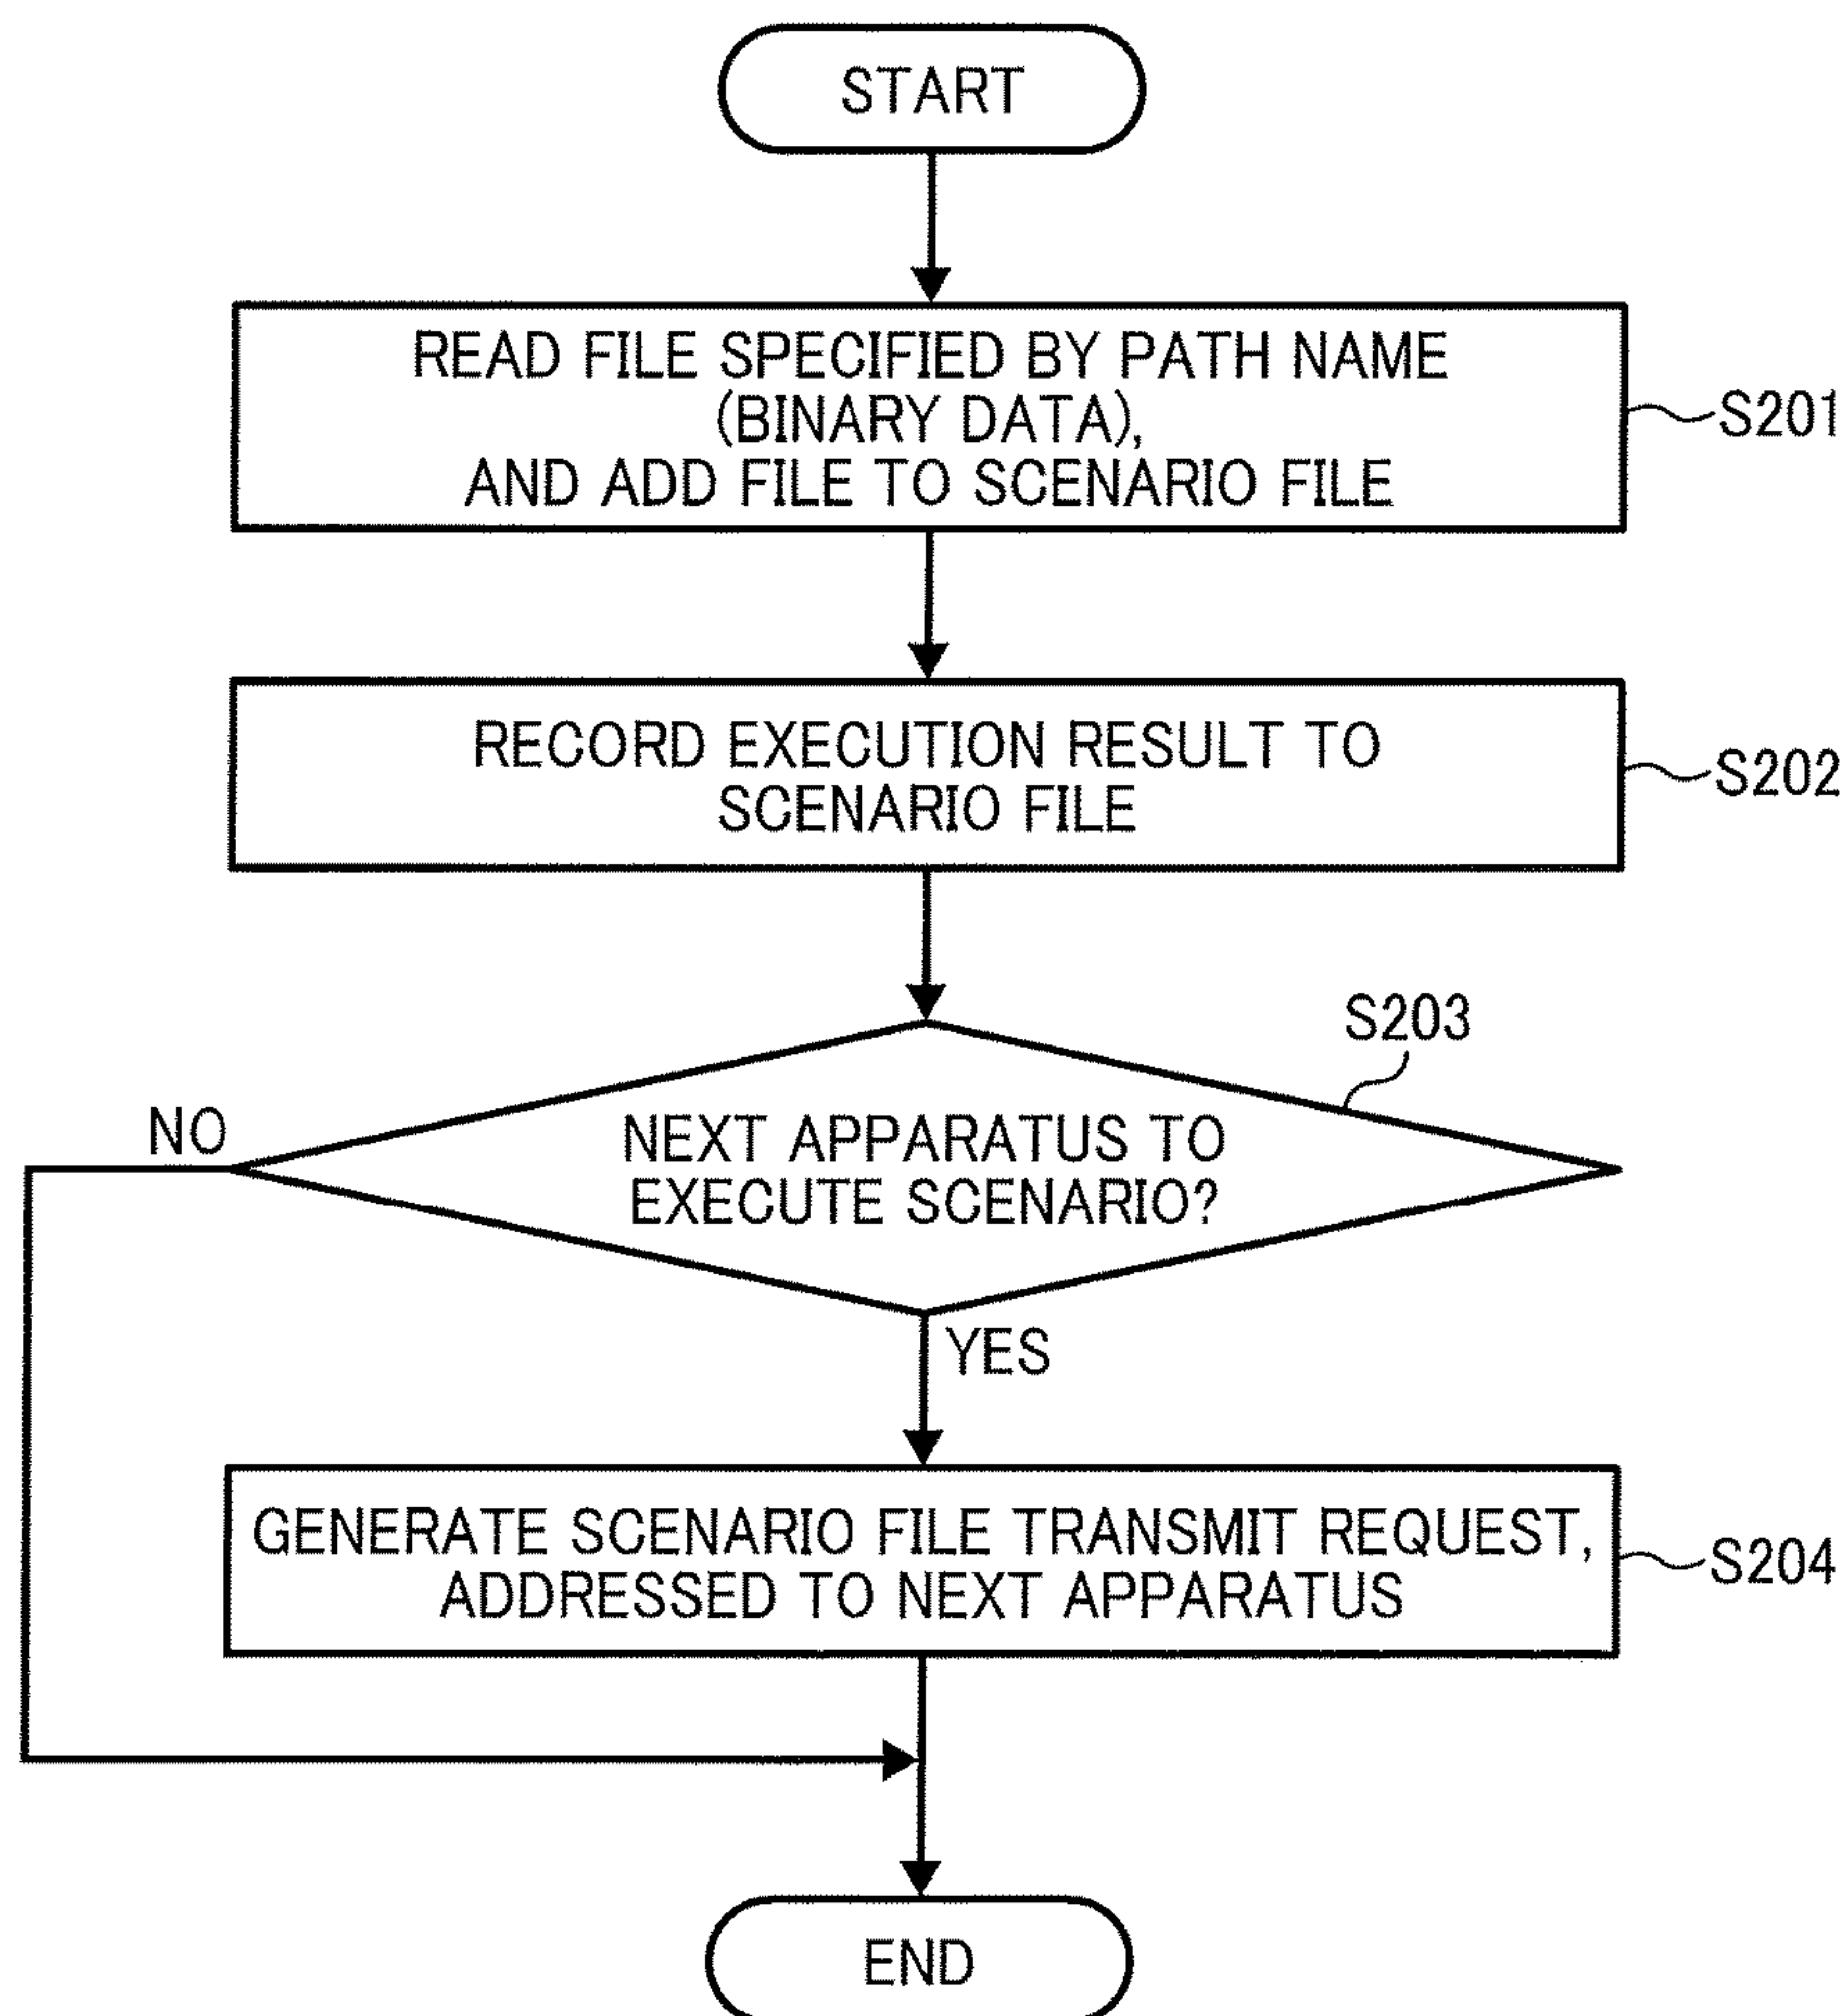 START
READ FILE SPECIFIED BY PATH NAME
(BINARY DATA),
AND ADD FILE TO SCENARIO FILE
S201
RECORD EXECUTION RESULT TO
SCENARIO FILE
S202
S203
NO
NEXT APPARATUS TO
EXECUTE SCENARIO?
YES
GENERATE SCENARIO FILE TRANSMIT REQUEST,
ADDRESSED TO NEXT APPARATUS
S204
END